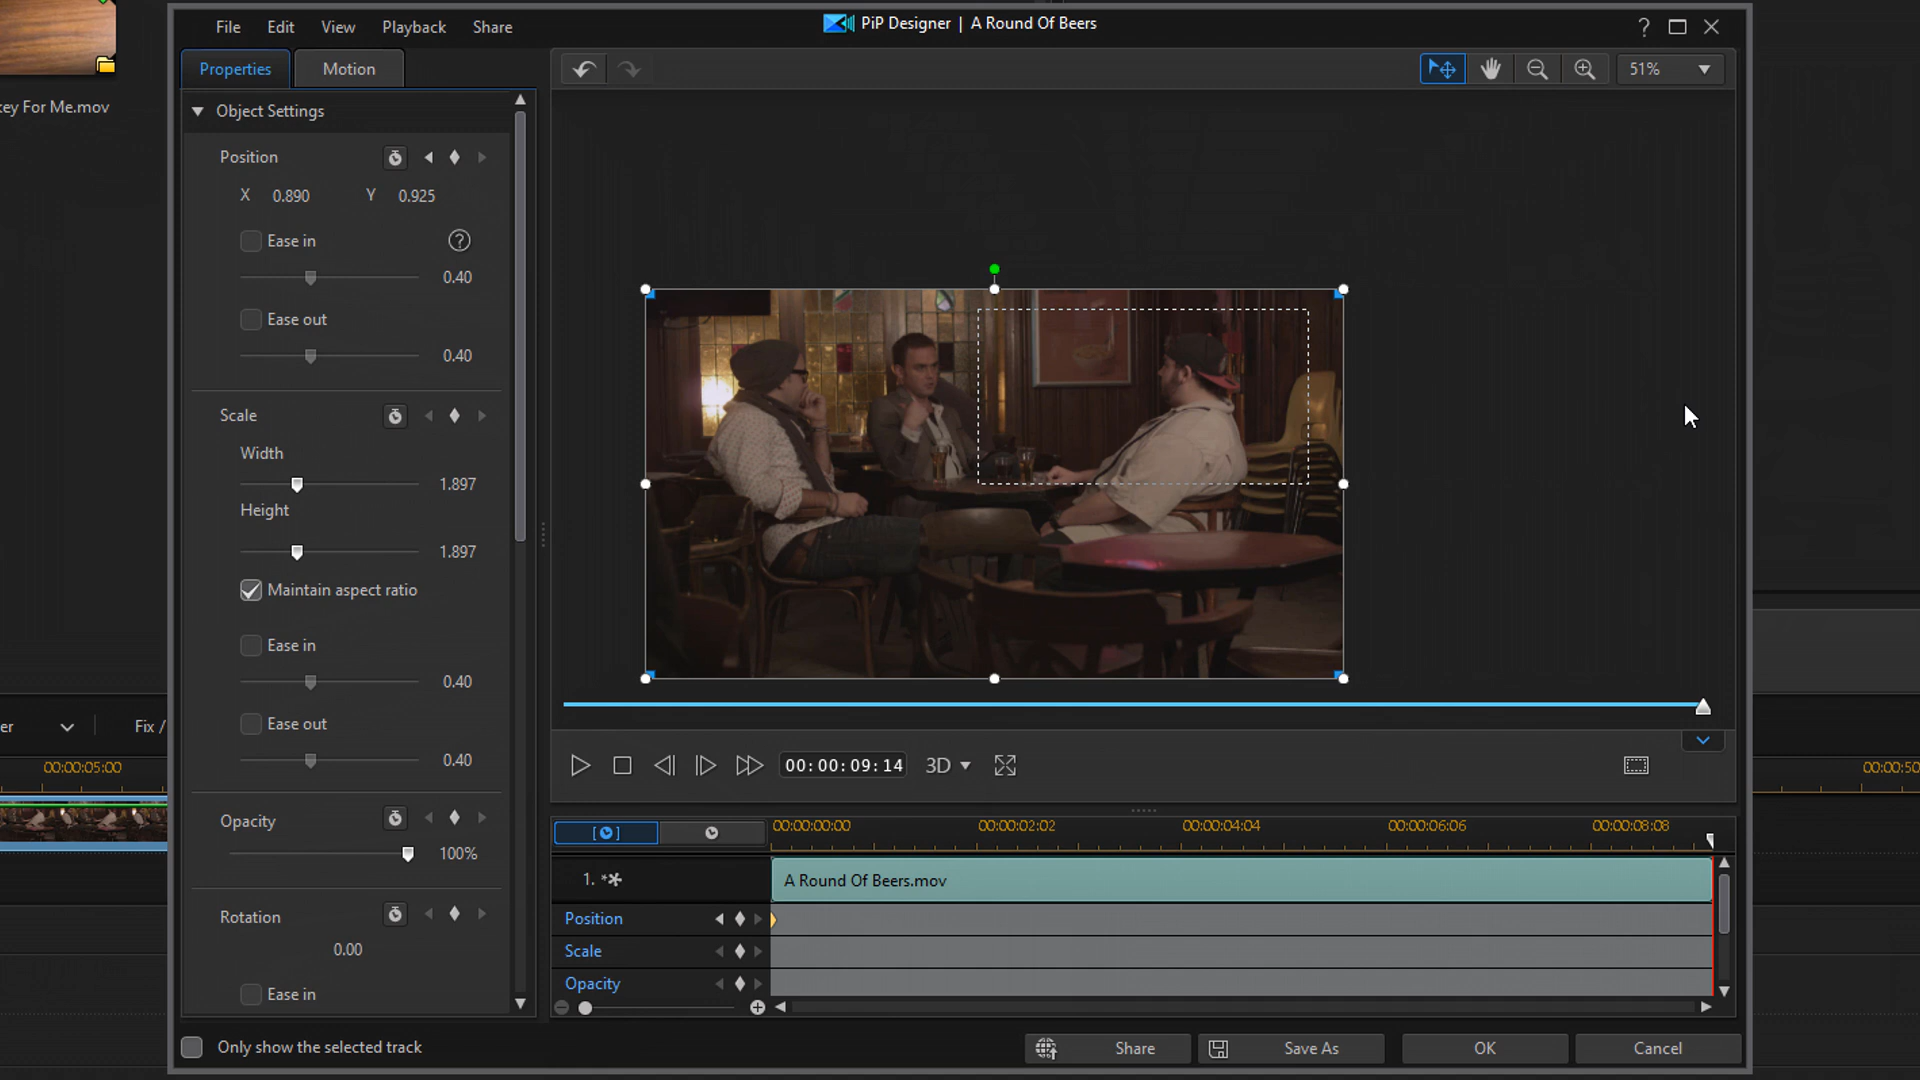 PiP Designer | A Round Of Beers
File Edit View Playback Share
?
Properties Motion
51%
ey For Me.mov
Object Settings
Position
X 0.890 Y 0.925
Ease in ?
0.40
Ease out
0.40
Scale
Width
1.897
Height
1.897
Maintain aspect ratio
Ease in
0.40
Ease out
0.40
Opacity
100%
Rotation
0.00
Ease in
er Fix /
00:00:05:00
00:00:50
00:00:09:14 3D
00:00:00:00 00:00:02:02 00:00:04:04 00:00:06:06 00:00:08:08
1. A Round Of Beers.mov
Position
Scale
Opacity
Only show the selected track
Share Save As OK Cancel